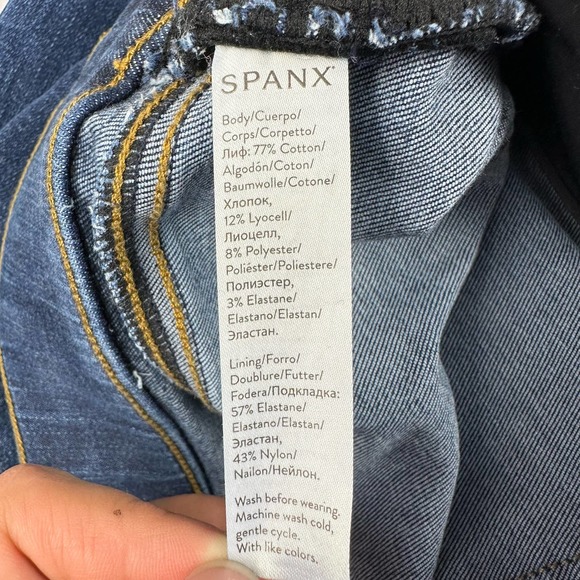 SPANX
Body/Cuerpo/
Corps/Corpetto/
Лиф: 77% Cotton/
Algodón/Coton/
Baumwolle/Cotone/
Хлопок,
12% Lyocell/
Лиоцелл,
8% Polyester/
Poliéster/Poliestere/
Полиэстер,
3% Elastane/
Elastano/Elastan/
Эластан.
Lining/Forro/
Doublure/Futter/
Fodera/Подкладка:
57% Elastane/
Elastano/Elastan/
Эластан,
43% Nylon/
Nailon/Нейлон.
Wash before wearing.
Machine wash cold,
gentle cycle.
With like colors.